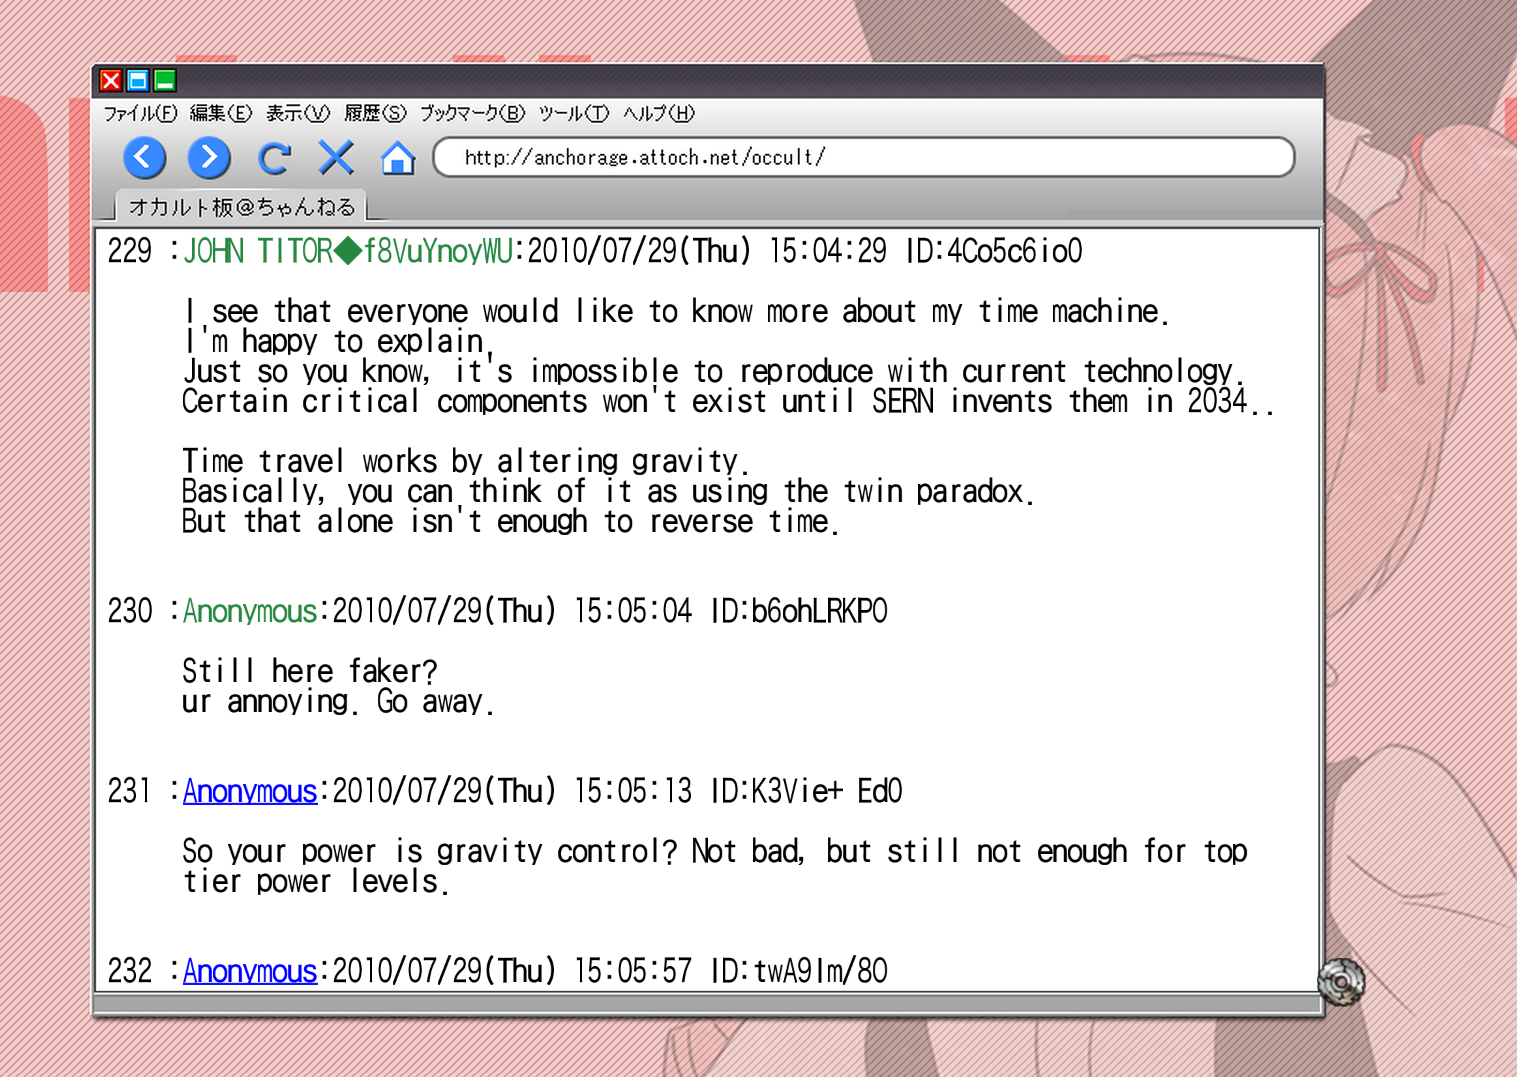 ファイル(F) 編集(E) 表示(V) 履歴(S) ブックマーク(B) ツール(T) ヘルプ(H)
http://anchorage.attoch.net/occult/
オカルト板@ちゃんねる
229 :JOHN TITOR◆f8VuYnoyWU:2010/07/29(Thu) 15:04:29 ID:4Co5c6io0
I see that everyone would like to know more about my time machine.
I'm happy to explain.
Just so you know, it's impossible to reproduce with current technology.
Certain critical components won't exist until SERN invents them in 2034..
Time travel works by altering gravity.
Basically, you can think of it as using the twin paradox.
But that alone isn't enough to reverse time.
230 :Anonymous:2010/07/29(Thu) 15:05:04 ID:b6ohLRKP0
Still here faker?
ur annoying. Go away.
231 :Anonymous:2010/07/29(Thu) 15:05:13 ID:K3Vie+ Ed0
So your power is gravity control? Not bad, but still not enough for top
tier power levels.
232 :Anonymous:2010/07/29(Thu) 15:05:57 ID:twA9Im/80